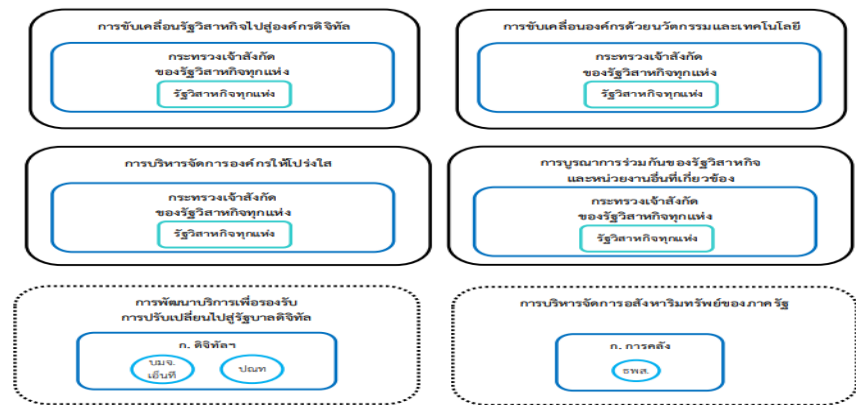 การขับเคลื่อนรัฐวิสาหกิจไปสู่องค์กรดิจิทัล
กระทรวงเจ้าสังกัด
ของรัฐวิสาหกิจทุกแห่ง
รัฐวิสาหกิจทุกแห่ง
การขับเคลื่อนองค์กรด้วยนวัตกรรมและเทคโนโลยี
กระทรวงเจ้าสังกัด
ของรัฐวิสาหกิจทุกแห่ง
รัฐวิสาหกิจทุกแห่ง
การบริหารจัดการองค์กรให้โปร่งใส
กระทรวงเจ้าสังกัด
ของรัฐวิสาหกิจทุกแห่ง
รัฐวิสาหกิจทุกแห่ง
การบูรณาการร่วมกันของรัฐวิสาหกิจ
และหน่วยงานอื่นที่เกี่ยวข้อง
กระทรวงเจ้าสังกัด
ของรัฐวิสาหกิจทุกแห่ง
รัฐวิสาหกิจทุกแห่ง
การพัฒนาบริการเพื่อรองรับ
การปรับเปลี่ยนไปสู่รัฐบาลดิจิทัล
ก. ดิจิทัลฯ
บมจ.
เอ็นที
ปณท
การบริหารจัดการอสังหาริมทรัพย์ของภาครัฐ
ก. การคลัง
ธพส.